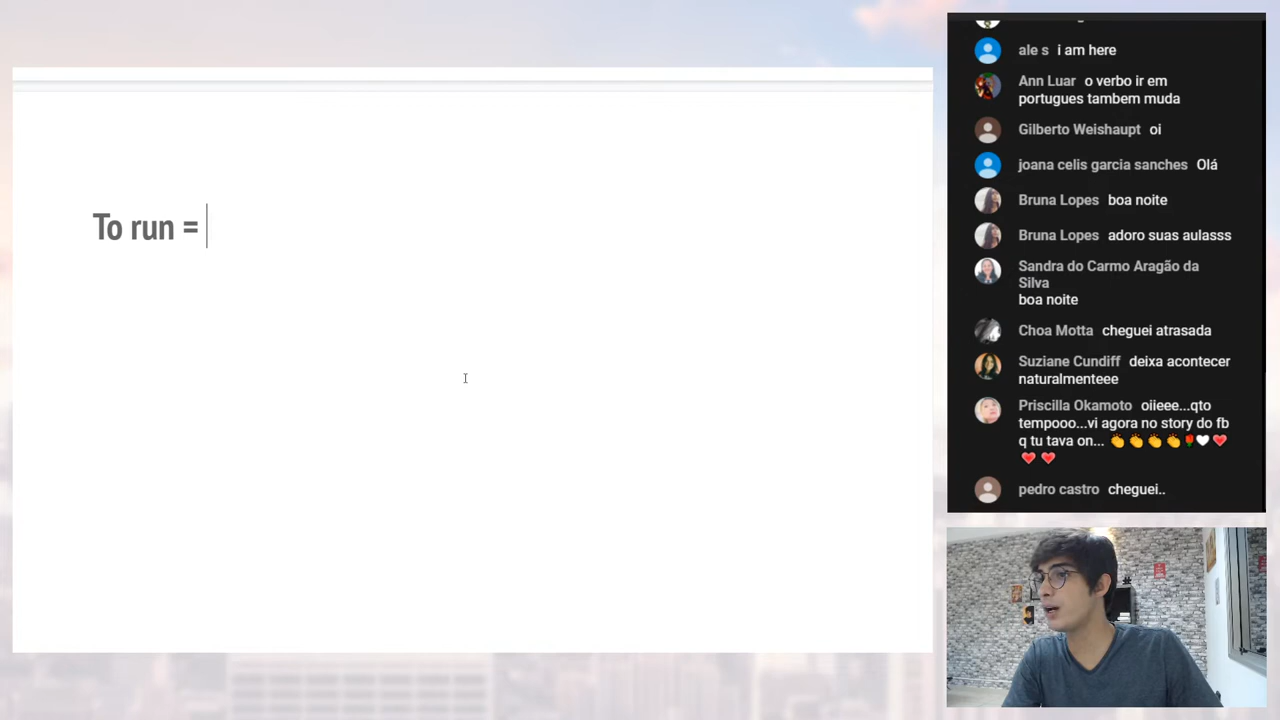 To run =
ale s i am here
Ann Luar o verbo ir em
portugues tambem muda
Gilberto Weishaupt oi
joana celis garcia sanches Olá
Bruna Lopes boa noite
Bruna Lopes adoro suas aulasss
Sandra do Carmo Aragão da
Silva
boa noite
Choa Motta cheguei atrasada
Suziane Cundiff deixa acontecer
naturalmenteee
Priscilla Okamoto oiieee...qto
tempooo...vi agora no story do fb
q tu tava on... 👏👏👏👏🌹🤍❤️
❤️ ❤️
pedro castro cheguei..